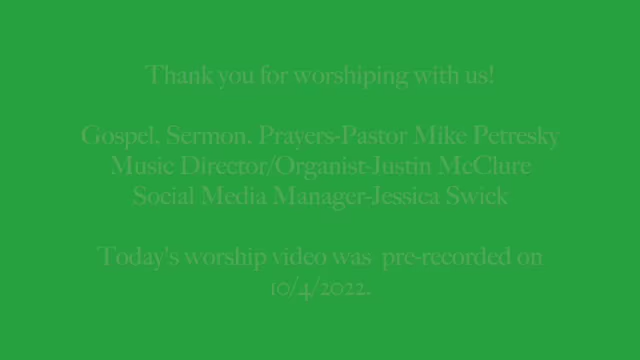 Thank you for worshiping with us!
Gospel, Sermon, Prayers-Pastor Mike Petresky
Music Director/Organist-Justin McClure
Social Media Manager-Jessica Swick
Today's worship video was  pre-recorded on
10/4/2022.